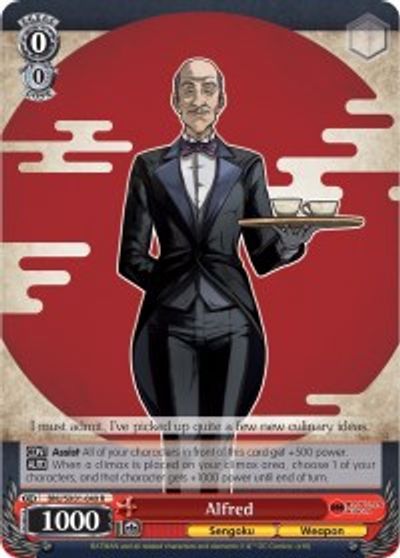 0
0
I must admit, I've picked up quite a few new culinary ideas.
CONT Assist All of your characters in front of this card get +500 power.
AUTO When a climax is placed on your climax area, choose 1 of your
characters, and that character gets +1000 power until end of turn.
1000
Alfred
Sengoku Weapon